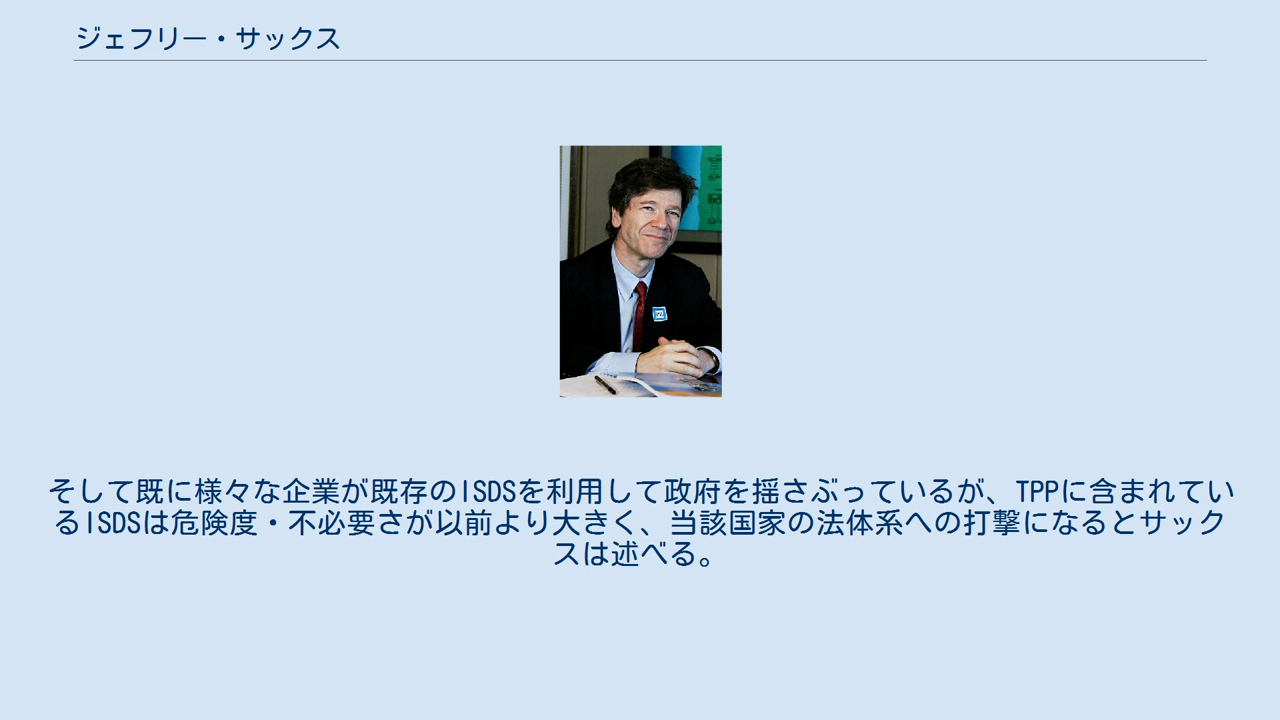 ジェフリー・サックス
そして既に様々な企業が既存のISDSを利用して政府を揺さぶっているが、TPPに含まれてい
るISDSは危険度・不必要さが以前より大きく、当該国家の法体系への打撃になるとサック
スは述べる。